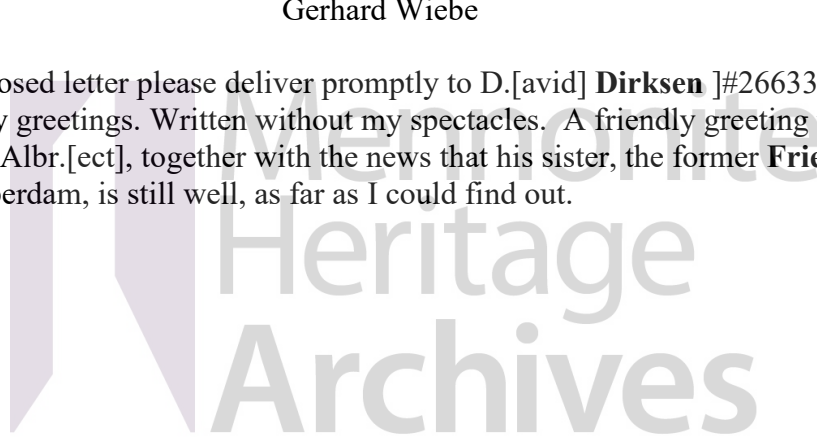 Gerhard Wiebe
osed letter please deliver promptly to D.[avid] Dirksen ]#26633
y greetings. Written without my spectacles. A friendly greeting
Albr.[ect], together with the news that his sister, the former Frie
erdam, is still well, as far as I could find out.
Mennonite
Heritage
Archives